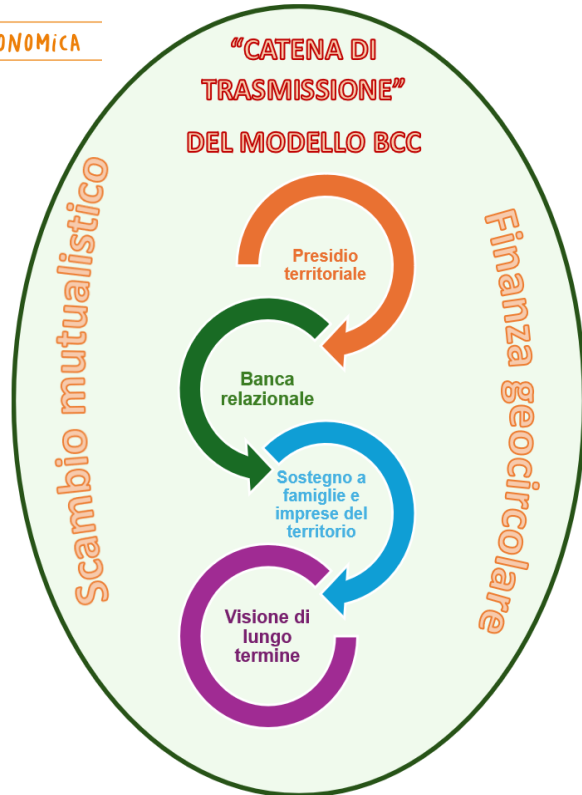 “CATENA DI
TRASMISSIONE”
DEL MODELLO BCC
Scambio mutualistico
Finanza geocircolare
Presidio
territoriale
Banca
relazionale
Sostegno a
famiglie e
imprese del
territorio
Visione di
lungo
termine